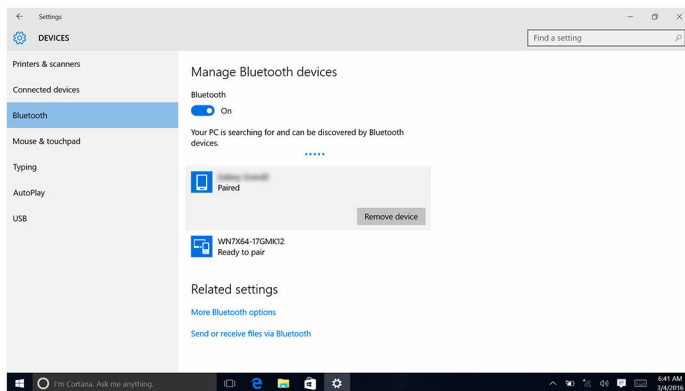 Settings
DEVICES
Find a setting
Printers & scanners
Connected devices
Bluetooth
Mouse & touchpad
Typing
AutoPlay
USB
Manage Bluetooth devices
Bluetooth
On
Your PC is searching for and can be discovered by Bluetooth
devices.
Paired
Remove device
WN7X64-17GMK12
Ready to pair
Related settings
More Bluetooth options
Send or receive files via Bluetooth
I'm Cortana. Ask me anything.
6:41 AM
3/4/2016